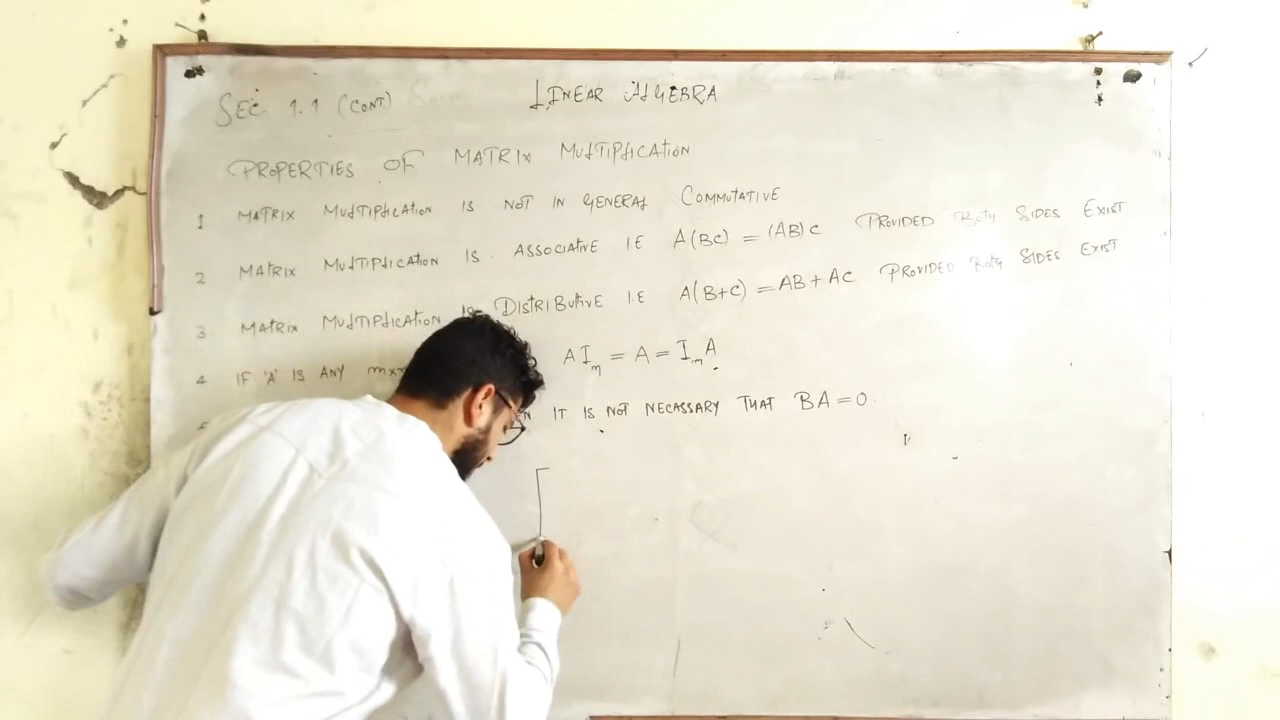 SEC. 1.1 (CONT)
LINEAR ALGEBRA
PROPERTIES OF MATRIX MULTIPLICATION
1 MATRIX MULTIPLICATION IS NOT IN GENERAL COMMUTATIVE
2 MATRIX MULTIPLICATION IS ASSOCIATIVE I.E A(BC) = (AB)C PROVIDED BOTH SIDES EXIST
3 MATRIX MULTIPLICATION IS DISTRIBUTIVE I.E A(B+C) = AB + AC PROVIDED BOTH SIDES EXIST
4 IF 'A' IS ANY AIₙ = A = IₘA
IT IS NOT NECASSARY THAT BA = 0